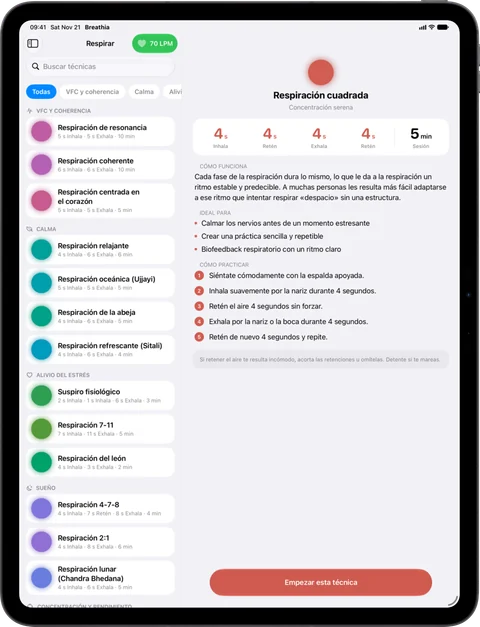 09:41 Sat Nov 21 Breathia
Respirar
70 LPM
Buscar técnicas
Todas
VFC y coherencia
Calma
Alivi
VFC Y COHERENCIA
Respiración de resonancia
5 s Inhala · 5 s Exhala · 10 min
Respiración coherente
6 s Inhala · 6 s Exhala · 10 min
Respiración centrada en
el corazón
5 s Inhala · 5 s Exhala · 5 min
CALMA
Respiración relajante
4 s Inhala · 6 s Exhala · 6 min
Respiración oceánica (Ujjayi)
5 s Inhala · 5 s Exhala · 5 min
Respiración de la abeja
4 s Inhala · 6 s Exhala · 5 min
Respiración refrescante (Sitali)
4 s Inhala · 6 s Exhala · 4 min
ALIVIO DEL ESTRÉS
Suspiro fisiológico
2 s Inhala · 1 s Inhala · 6 s Exhala · 3 min
Respiración 7-11
7 s Inhala · 11 s Exhala · 5 min
Respiración del león
4 s Inhala · 3 s Exhala · 2 min
SUEÑO
Respiración 4-7-8
4 s Inhala · 7 s Retén · 8 s Exhala · 4 min
Respiración 2:1
4 s Inhala · 8 s Exhala · 6 min
Respiración lunar
(Chandra Bhedana)
4 s Inhala · 6 s Exhala · 5 min
CONCENTRACIÓN Y RENDIMIENTO
Respiración cuadrada
Concentración serena
4 s
Inhala
4 s
Retén
4 s
Exhala
4 s
Retén
5 min
Sesión
CÓMO FUNCIONA
Cada fase de la respiración dura lo mismo, lo que le da a la respiración un
ritmo estable y predecible. A muchas personas les resulta más fácil adaptarse
a ese ritmo que intentar respirar «despacio» sin una estructura.
IDEAL PARA
• Calmar los nervios antes de un momento estresante
• Crear una práctica sencilla y repetible
• Biofeedback respiratorio con un ritmo claro
CÓMO PRACTICAR
1 Siéntate cómodamente con la espalda apoyada.
2 Inhala suavemente por la nariz durante 4 segundos.
3 Retén el aire 4 segundos sin forzar.
4 Exhala por la nariz o la boca durante 4 segundos.
5 Retén de nuevo 4 segundos y repite.
Si retener el aire te resulta incómodo, acorta las retenciones u omítelas. Detente si te mareas.
Empezar esta técnica